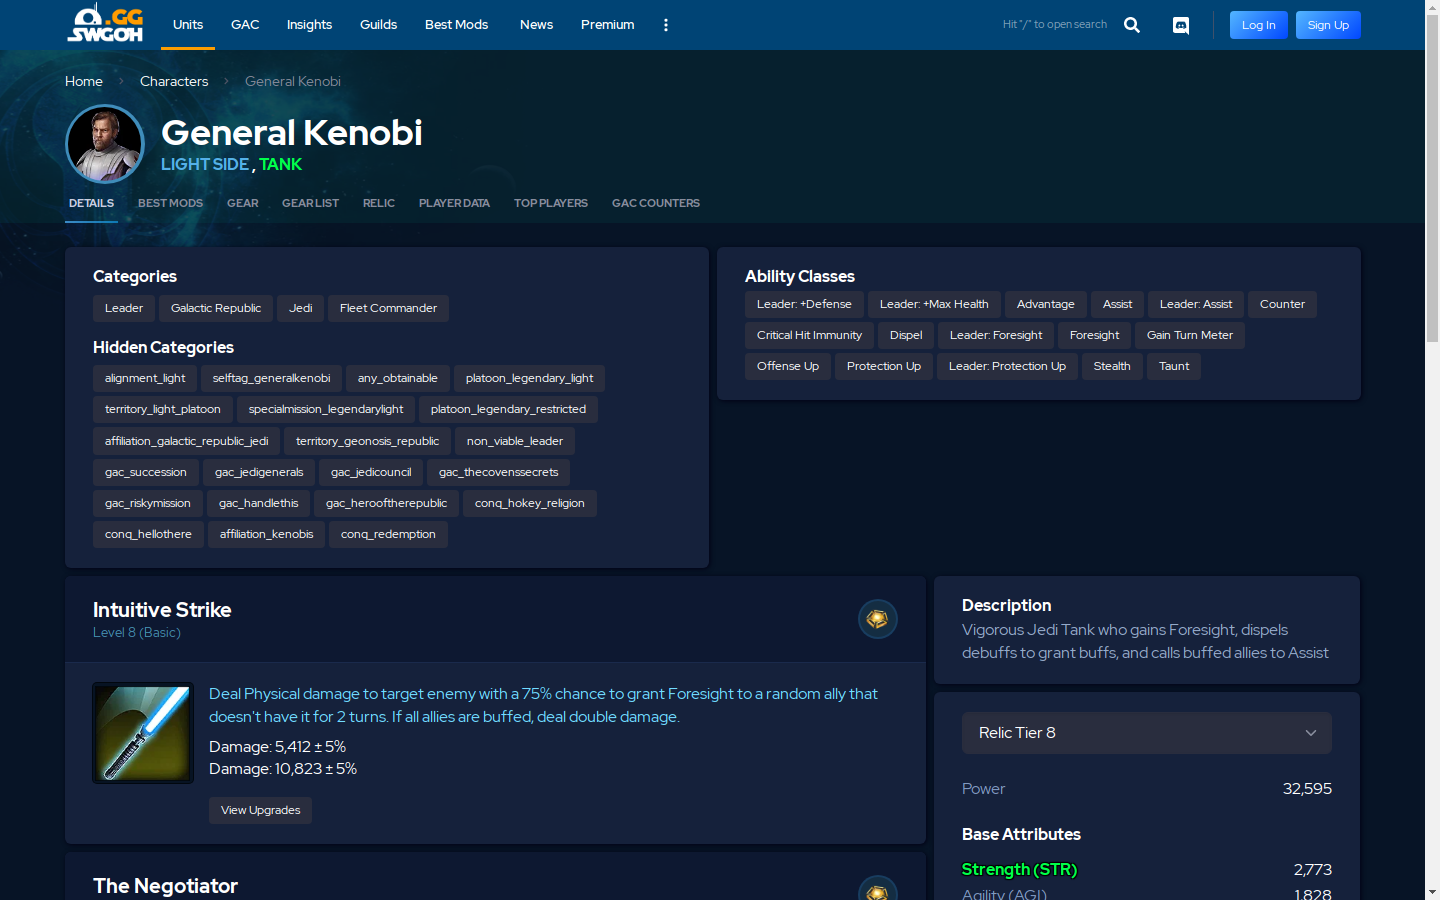 .GG
SWGOH
Units GAC Insights Guilds Best Mods News Premium Hit "/" to open search Log In Sign Up
Home Characters General Kenobi
General Kenobi
LIGHT SIDE , TANK
DETAILS BEST MODS GEAR GEAR LIST RELIC PLAYER DATA TOP PLAYERS GAC COUNTERS
Categories
Leader Galactic Republic Jedi Fleet Commander
Hidden Categories
alignment_light selftag_generalkenobi any_obtainable platoon_legendary_light
territory_light_platoon specialmission_legendarylight platoon_legendary_restricted
affiliation_galactic_republic_jedi territory_geonosis_republic non_viable_leader
gac_succession gac_jedigenerals gac_jedicouncil gac_thecovenssecrets
gac_riskymission gac_handlethis gac_herooftherepublic conq_hokey_religion
conq_hellothere affiliation_kenobis conq_redemption
Ability Classes
Leader: +Defense Leader: +Max Health Advantage Assist Leader: Assist Counter
Critical Hit Immunity Dispel Leader: Foresight Foresight Gain Turn Meter
Offense Up Protection Up Leader: Protection Up Stealth Taunt
Intuitive Strike
Level 8 (Basic)
Deal Physical damage to target enemy with a 75% chance to grant Foresight to a random ally that
doesn't have it for 2 turns. If all allies are buffed, deal double damage.
Damage: 5,412 ± 5%
Damage: 10,823 ± 5%
View Upgrades
The Negotiator
Description
Vigorous Jedi Tank who gains Foresight, dispels
debuffs to grant buffs, and calls buffed allies to Assist
Relic Tier 8
Power 32,595
Base Attributes
Strength (STR) 2,773
Agility (AGI) 1,828